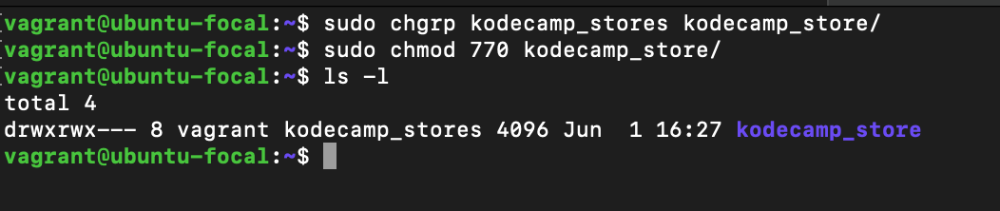 vagrant@ubuntu-focal:~$ sudo chgrp kodecamp_stores kodecamp_store/
vagrant@ubuntu-focal:~$ sudo chmod 770 kodecamp_store/
vagrant@ubuntu-focal:~$ ls -l
total 4
drwxrwx--- 8 vagrant kodecamp_stores 4096 Jun  1 16:27 kodecamp_store
vagrant@ubuntu-focal:~$